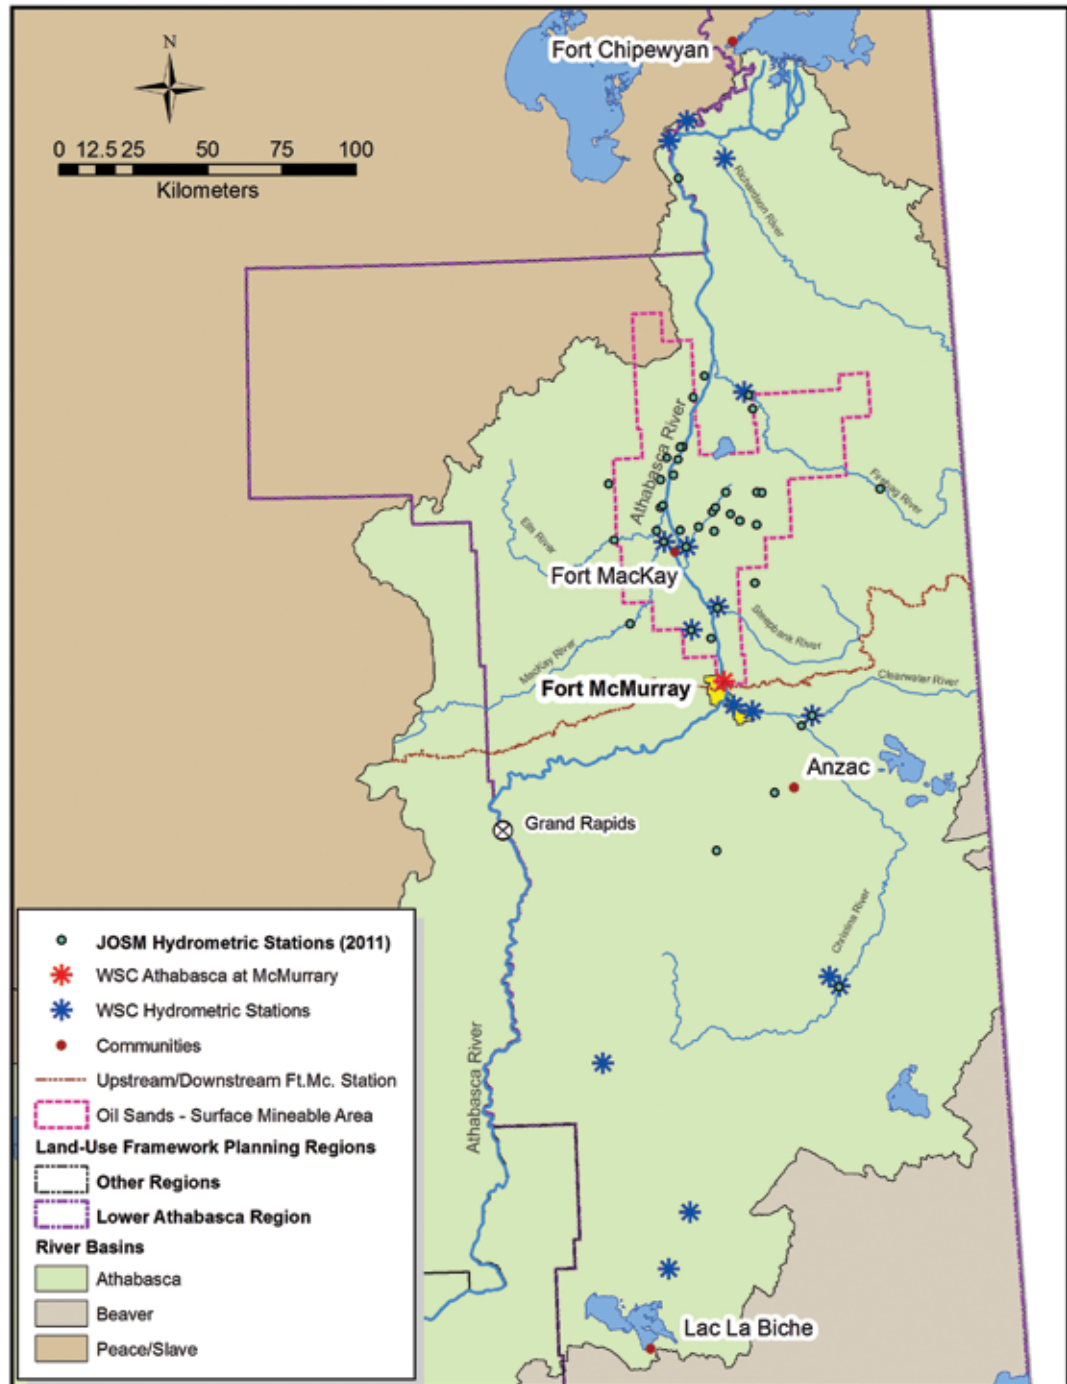 Fort Chipewyan
N
0 12.5 25 50 75 100
Kilometers
Richardson River
Athabasca River
Firebag River
Ells River
Fort MacKay
Steepbank River
MacKay River
Clearwater River
Fort McMurray
Anzac
Grand Rapids
Christina River
Athabasca River
JOSM Hydrometric Stations (2011)
WSC Athabasca at McMurrary
WSC Hydrometric Stations
Communities
Upstream/Downstream Ft.Mc. Station
Oil Sands - Surface Mineable Area
Land-Use Framework Planning Regions
Other Regions
Lower Athabasca Region
River Basins
Athabasca
Beaver
Peace/Slave
Lac La Biche